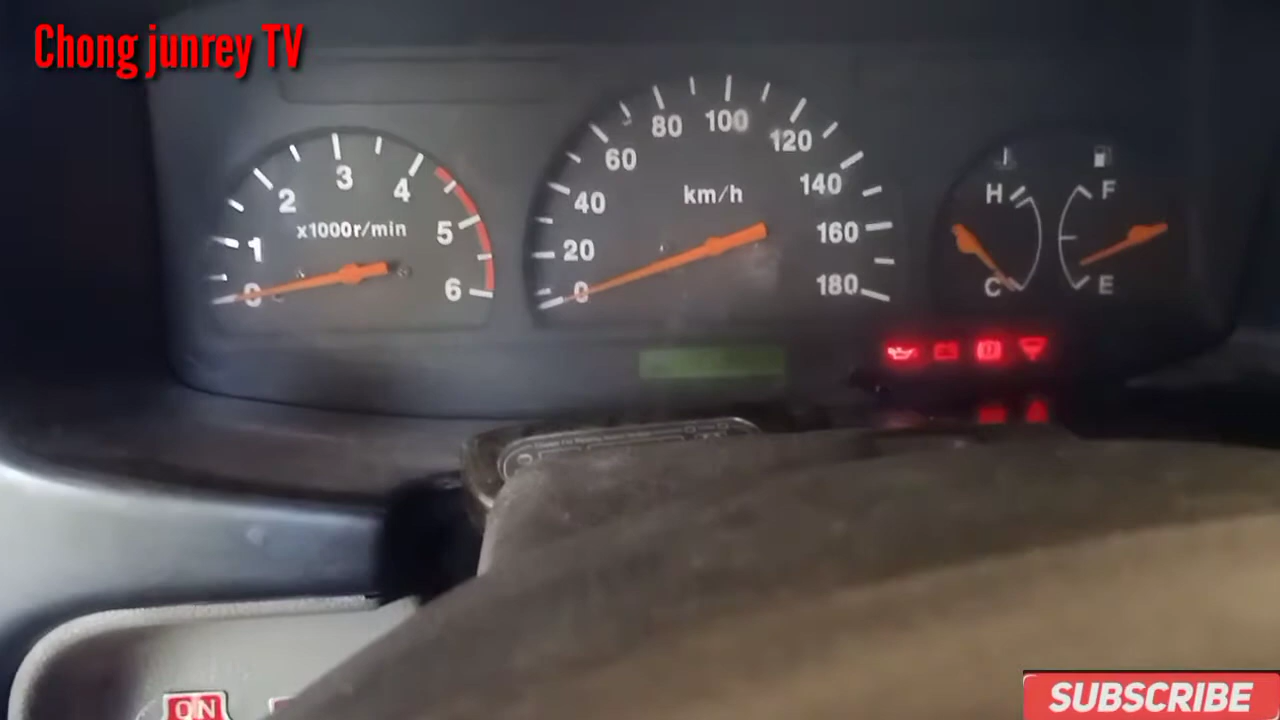 Chong junrey TV
80 100 120
60 140
40 km/h 160
20 180
0
3
2 4
1 x1000r/min 5
0 6
H F
C E
ON
SUBSCRIBE